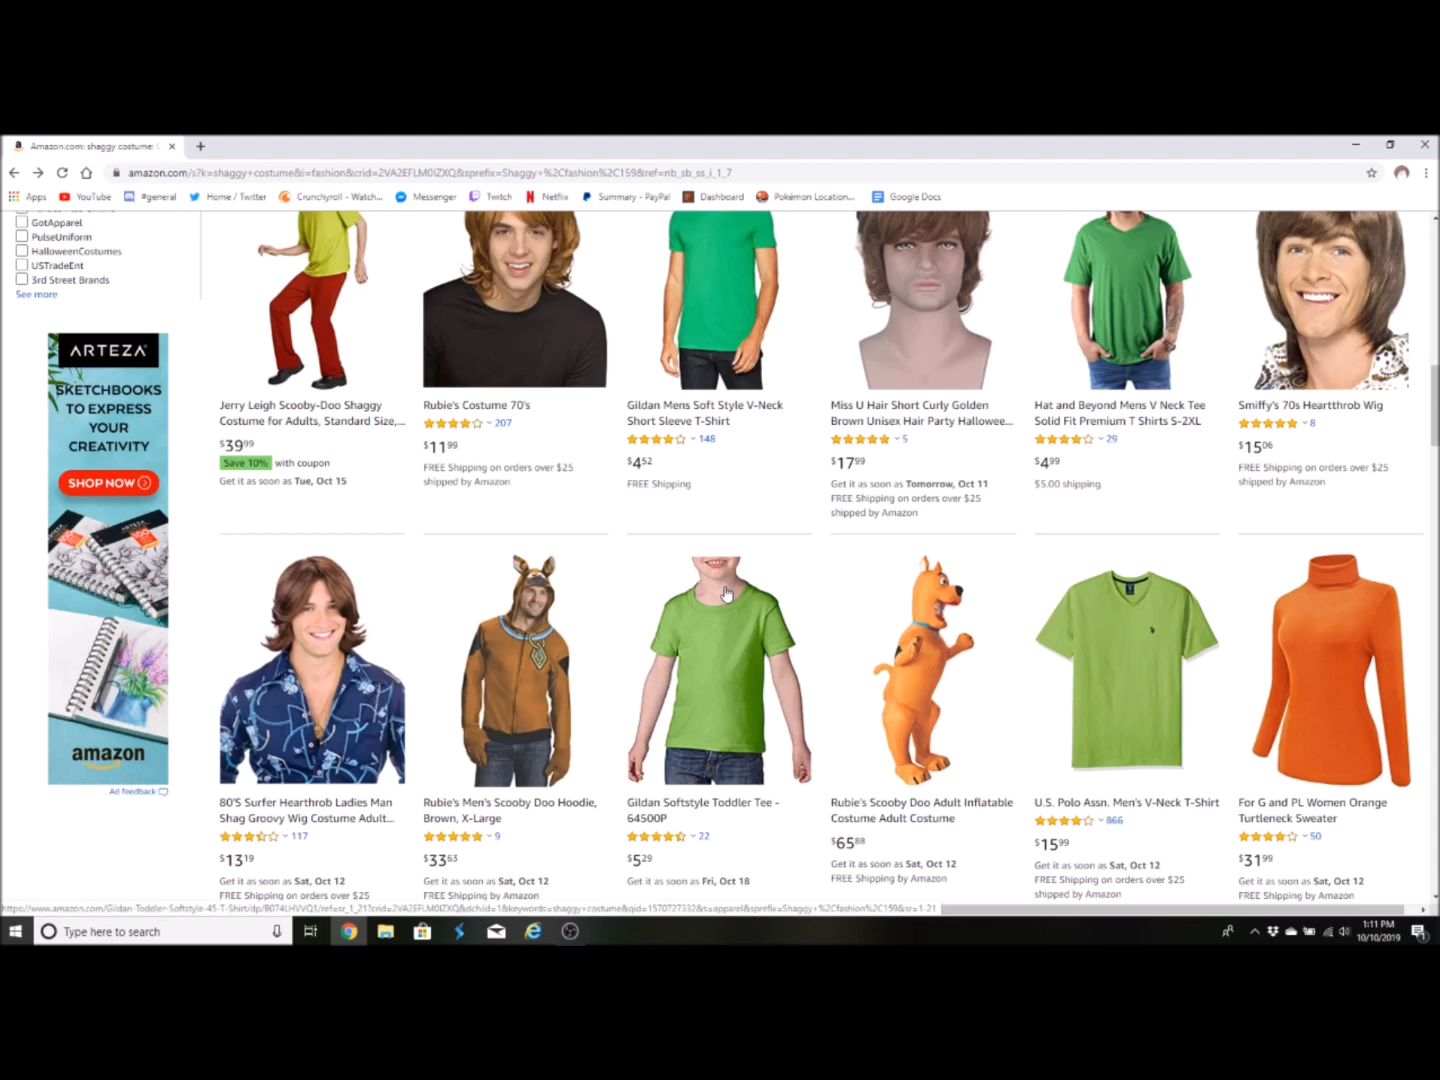 Amazon.com: shaggy costume:
amazon.com/s?k=shaggy+costume&i=fashion&crid=2VA2EFLM0IZXQ&sprefix=Shaggy+%2Cfashion%2C159&ref=nb_sb_ss_i_1_7
Apps YouTube #general Home / Twitter Crunchyroll - Watch... Messenger Twitch Netflix Summary - PayPal Dashboard Pokémon Location... Google Docs
GotApparel
PulseUniform
HalloweenCostumes
USTradeEnt
3rd Street Brands
See more
ARTEZA
SKETCHBOOKS
TO EXPRESS
YOUR
CREATIVITY
SHOP NOW
amazon
Ad feedback
Jerry Leigh Scooby-Doo Shaggy
Costume for Adults, Standard Size,...
$39 99
Save 10% with coupon
Get it as soon as Tue, Oct 15
Rubie's Costume 70's
207
$11 99
FREE Shipping on orders over $25
shipped by Amazon
Gildan Mens Soft Style V-Neck
Short Sleeve T-Shirt
148
$4 52
FREE Shipping
Miss U Hair Short Curly Golden
Brown Unisex Hair Party Hallowee...
5
$17 99
Get it as soon as Tomorrow, Oct 11
FREE Shipping on orders over $25
shipped by Amazon
Hat and Beyond Mens V Neck Tee
Solid Fit Premium T Shirts S-2XL
29
$4 99
$5.00 shipping
Smiffy's 70s Heartthrob Wig
8
$15 06
FREE Shipping on orders over $25
shipped by Amazon
80'S Surfer Hearthrob Ladies Man
Shag Groovy Wig Costume Adult...
117
$13 19
Get it as soon as Sat, Oct 12
FREE Shipping on orders over $25
Rubie's Men's Scooby Doo Hoodie,
Brown, X-Large
9
$33 63
Get it as soon as Sat, Oct 12
FREE Shipping by Amazon
Gildan Softstyle Toddler Tee -
64500P
22
$5 29
Get it as soon as Fri, Oct 18
Rubie's Scooby Doo Adult Inflatable
Costume Adult Costume
$65 88
Get it as soon as Sat, Oct 12
FREE Shipping by Amazon
U.S. Polo Assn. Men's V-Neck T-Shirt
866
$15 99
Get it as soon as Sat, Oct 12
FREE Shipping on orders over $25
shipped by Amazon
For G and PL Women Orange
Turtleneck Sweater
50
$31 99
Get it as soon as Sat, Oct 12
FREE Shipping by Amazon
https://www.amazon.com/Gildan-Toddler-Softstyle-45-T-Shirt/dp/B074LHVVQ1/ref=sr_1_21?crid=2VA2EFLM0IZXQ&dchild=1&keywords=shaggy+costume&qid=1570727332&s=apparel&sprefix=Shaggy+%2Cfashion%2C159&sr=1-21
Type here to search
1:11 PM
10/10/2019